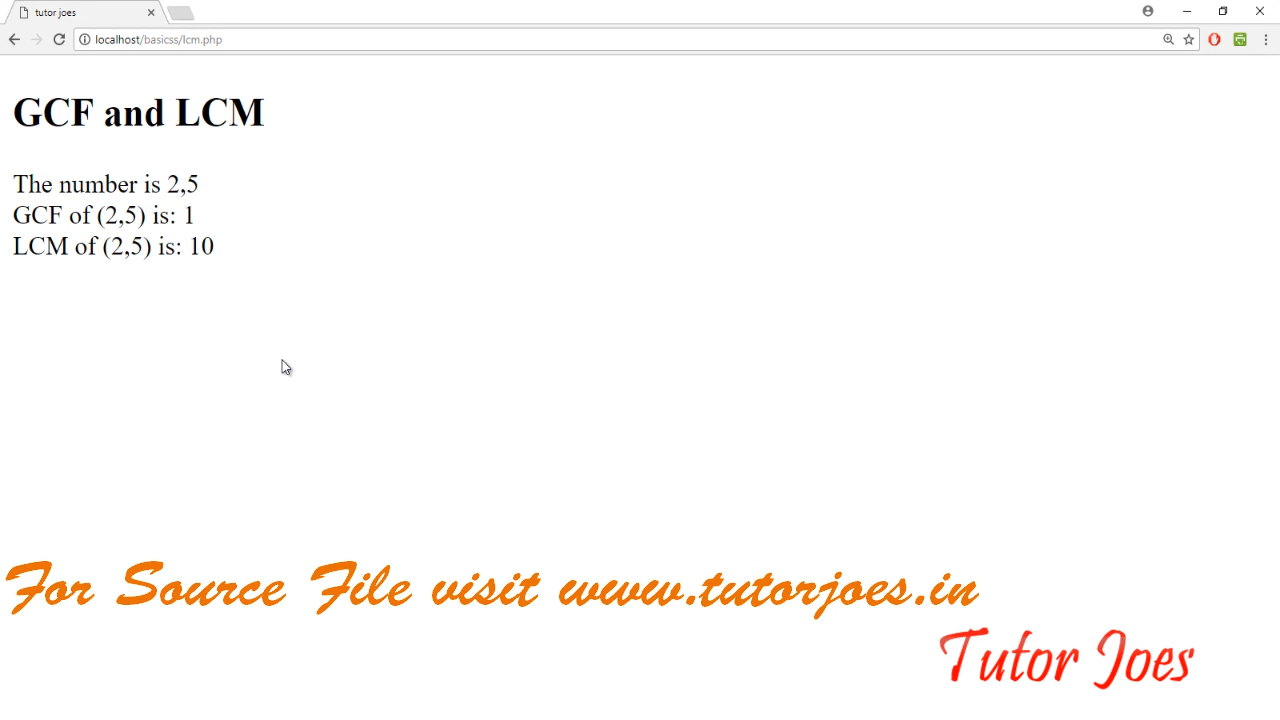 tutor joes
localhost/basicss/lcm.php
GCF and LCM
The number is 2,5
GCF of (2,5) is: 1
LCM of (2,5) is: 10
For Source File visit www.tutorjoes.in
Tutor Joes